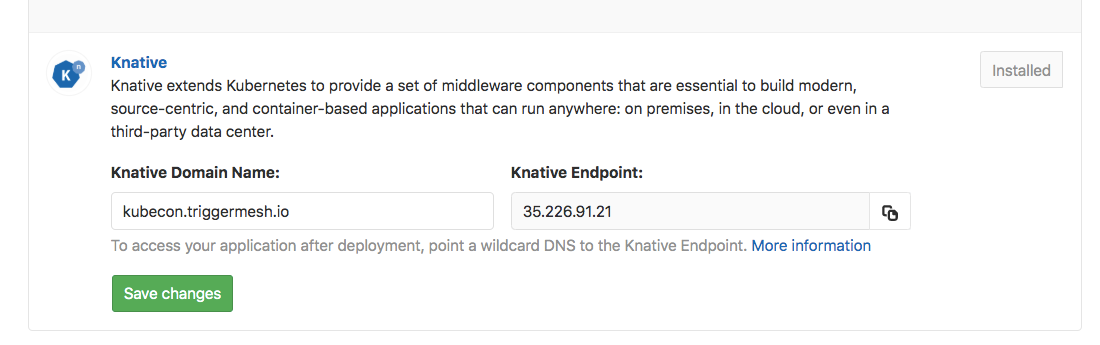 Knative
Installed
Knative extends Kubernetes to provide a set of middleware components that are essential to build modern,
source-centric, and container-based applications that can run anywhere: on premises, in the cloud, or even in a
third-party data center.
Knative Domain Name: Knative Endpoint:
kubecon.triggermesh.io 35.226.91.21
To access your application after deployment, point a wildcard DNS to the Knative Endpoint. More information
Save changes
K n